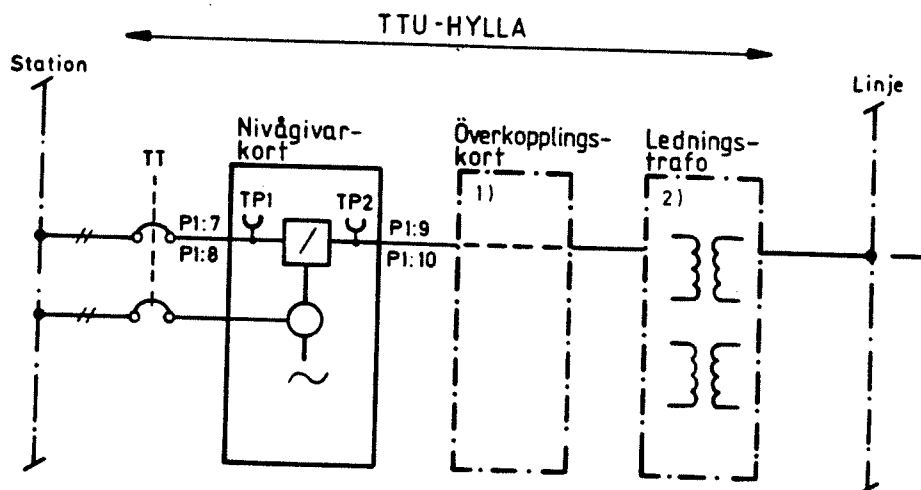 TTU-HYLLA
Station
Linje
Nivågivar-
kort
Överkopplings-
kort
Lednings-
trafo
TT
TP1
TP2
1)
2)
P1:7
P1:8
P1:9
P1:10